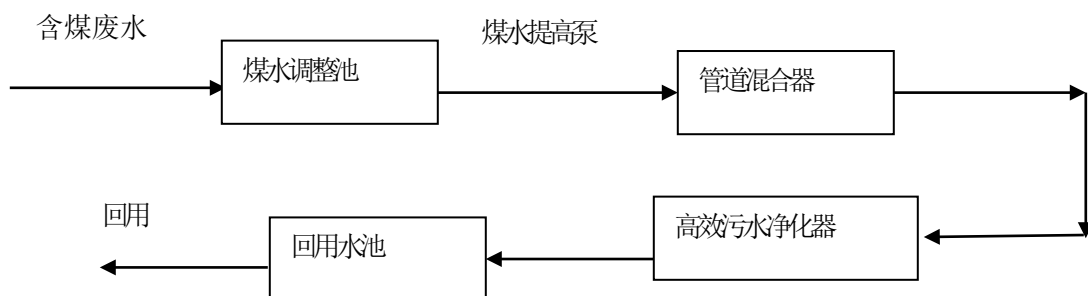 含煤废水
煤水提高泵
煤水调整池
管道混合器
回用
回用水池
高效污水净化器